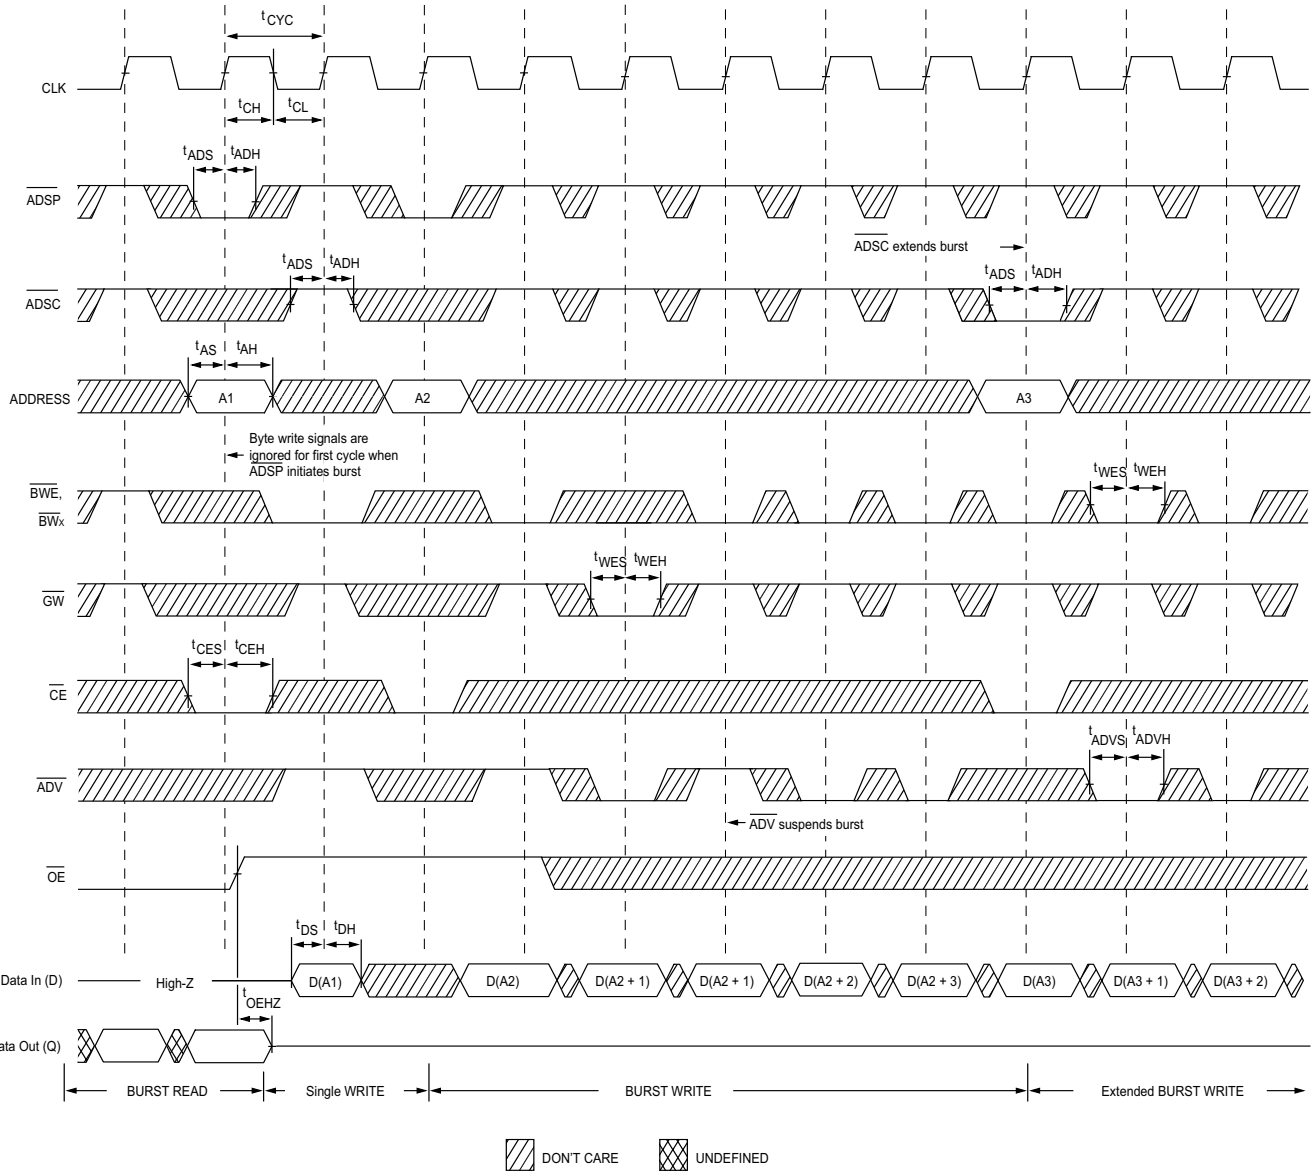 tCYC
CLK
tCH tCL
tADS tADH
ADSP
ADSC extends burst
tADS tADH tADS tADH
ADSC
tAS tAH
ADDRESS A1 A2 A3
Byte write signals are
ignored for first cycle when
ADSP initiates burst
BWE,
BWX
tWES tWEH
tWES tWEH
GW
tCES tCEH
CE
tADVS tADVH
ADV
ADV suspends burst
OE
tDS tDH
Data In (D) High-Z D(A1) D(A2) D(A2 + 1) D(A2 + 1) D(A2 + 2) D(A2 + 3) D(A3) D(A3 + 1) D(A3 + 2)
tOEHZ
ata Out (Q)
BURST READ Single WRITE BURST WRITE Extended BURST WRITE
DON'T CARE UNDEFINED